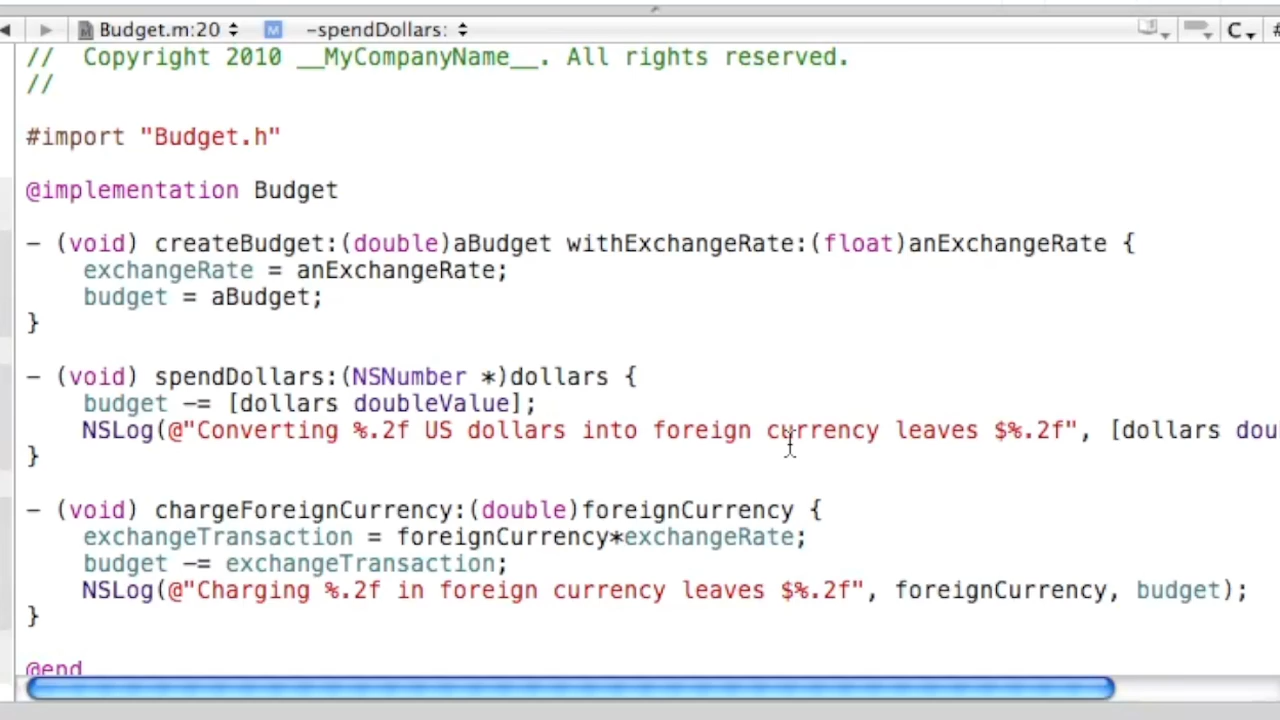 Budget.m:20 M -spendDollars: C #
// Copyright 2010 __MyCompanyName__. All rights reserved.
//
#import "Budget.h"
@implementation Budget
- (void) createBudget:(double)aBudget withExchangeRate:(float)anExchangeRate {
exchangeRate = anExchangeRate;
budget = aBudget;
}
- (void) spendDollars:(NSNumber *)dollars {
budget -= [dollars doubleValue];
NSLog(@"Converting %.2f US dollars into foreign currency leaves $%.2f", [dollars dou
}
- (void) chargeForeignCurrency:(double)foreignCurrency {
exchangeTransaction = foreignCurrency*exchangeRate;
budget -= exchangeTransaction;
NSLog(@"Charging %.2f in foreign currency leaves $%.2f", foreignCurrency, budget);
}
@end